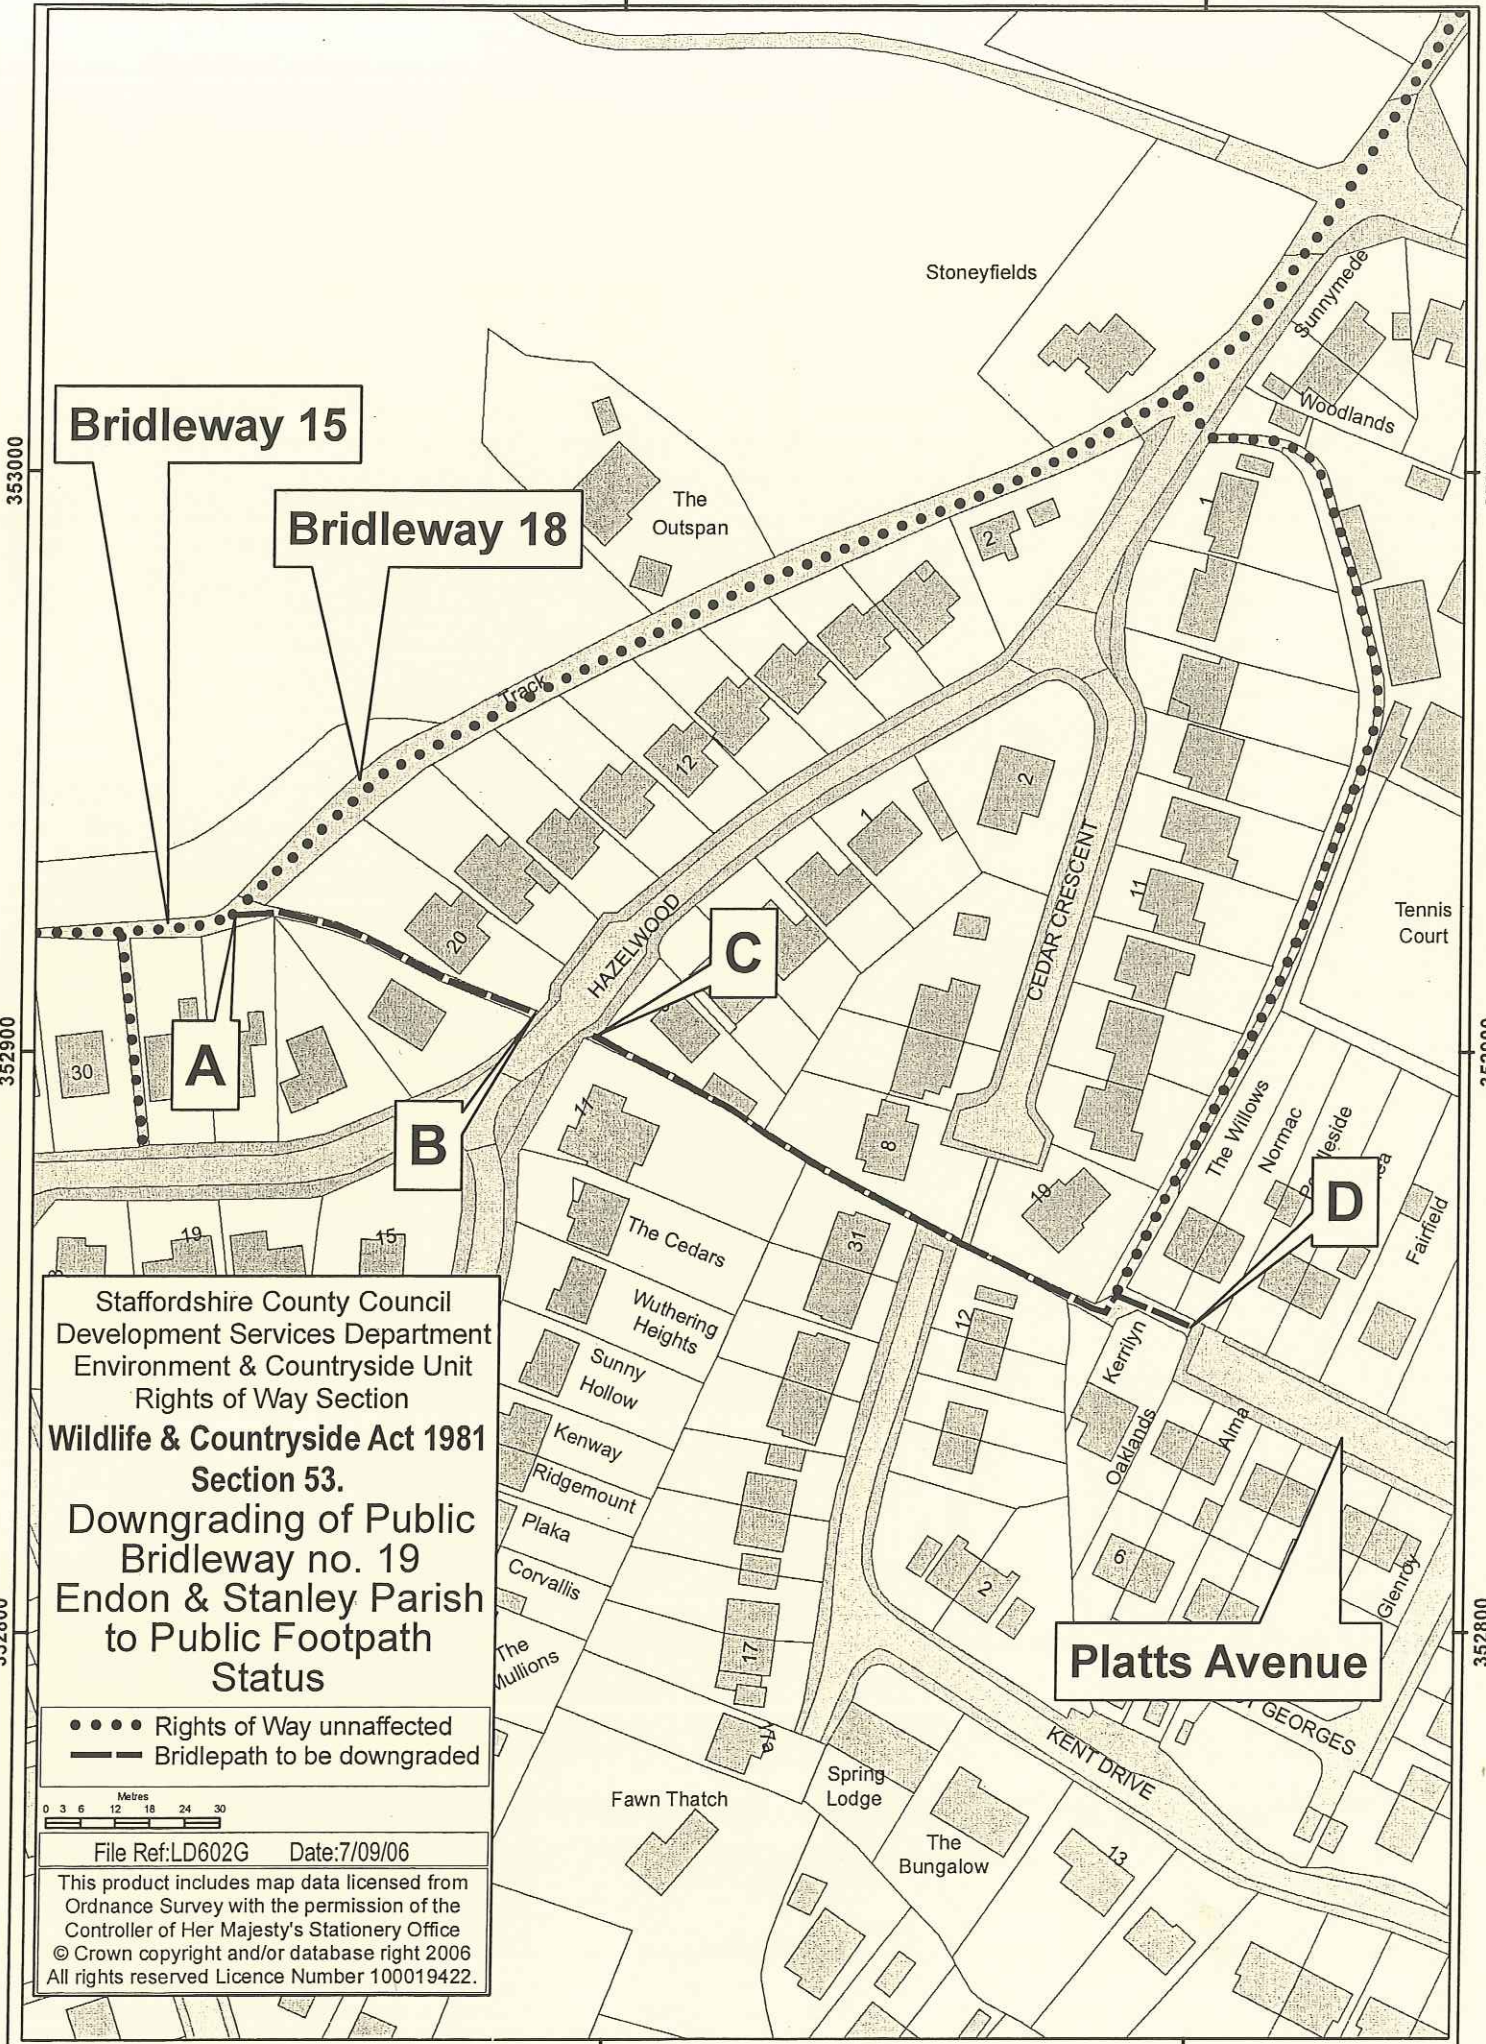 Stoneyfields
Sunnymede
Woodlands
Bridleway 15
353000
Bridleway 18
The
Outspan
2
1
Track
12
2
1
CEDAR CRESCENT
11
20
HAZELWOOD
C
Tennis
Court
352900
30
A
B
11
8
19
The Willows
Normac
D
Fairfield
19
15
The Cedars
31
Wuthering
Heights
12
Kerrilyn
Sunny
Hollow
Kenway
Oaklands
Alma
Ridgemount
Plaka
Corvallis
6
2
Glenroy
The
Mullions
17
Platts Avenue
352800
GEORGES
KENT DRIVE
Spring
Lodge
Fawn Thatch
The
Bungalow
13
Staffordshire County Council
Development Services Department
Environment & Countryside Unit
Rights of Way Section
Wildlife & Countryside Act 1981
Section 53.
Downgrading of Public
Bridleway no. 19
Endon & Stanley Parish
to Public Footpath
Status
Rights of Way unnaffected
Bridlepath to be downgraded
Metres
0 3 6 12 18 24 30
File Ref:LD602G Date:7/09/06
This product includes map data licensed from
Ordnance Survey with the permission of the
Controller of Her Majesty's Stationery Office
© Crown copyright and/or database right 2006
All rights reserved Licence Number 100019422.